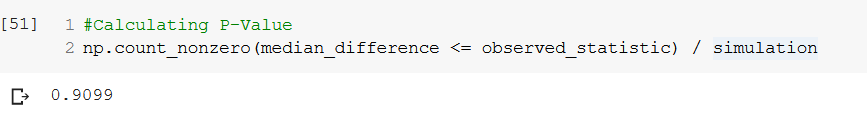 [51] 1 #Calculating P-Value
2 np.count_nonzero(median_difference <= observed_statistic) / simulation
0.9099